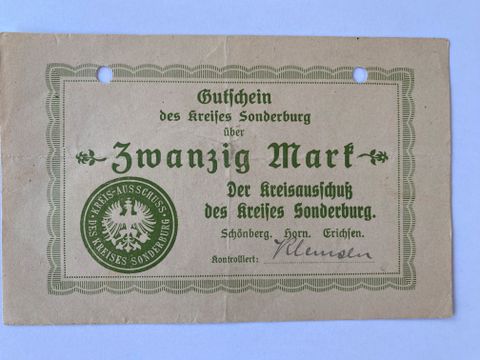 Gutschein
des Kreises Sonderburg
über
Zwanzig Mark
Der Kreisausschuß
des Kreises Sonderburg.
Schönberg. Horn. Erichsen.
Kontrolliert:
KREIS-AUSSCHUSS
DES KREISES SONDERBURG